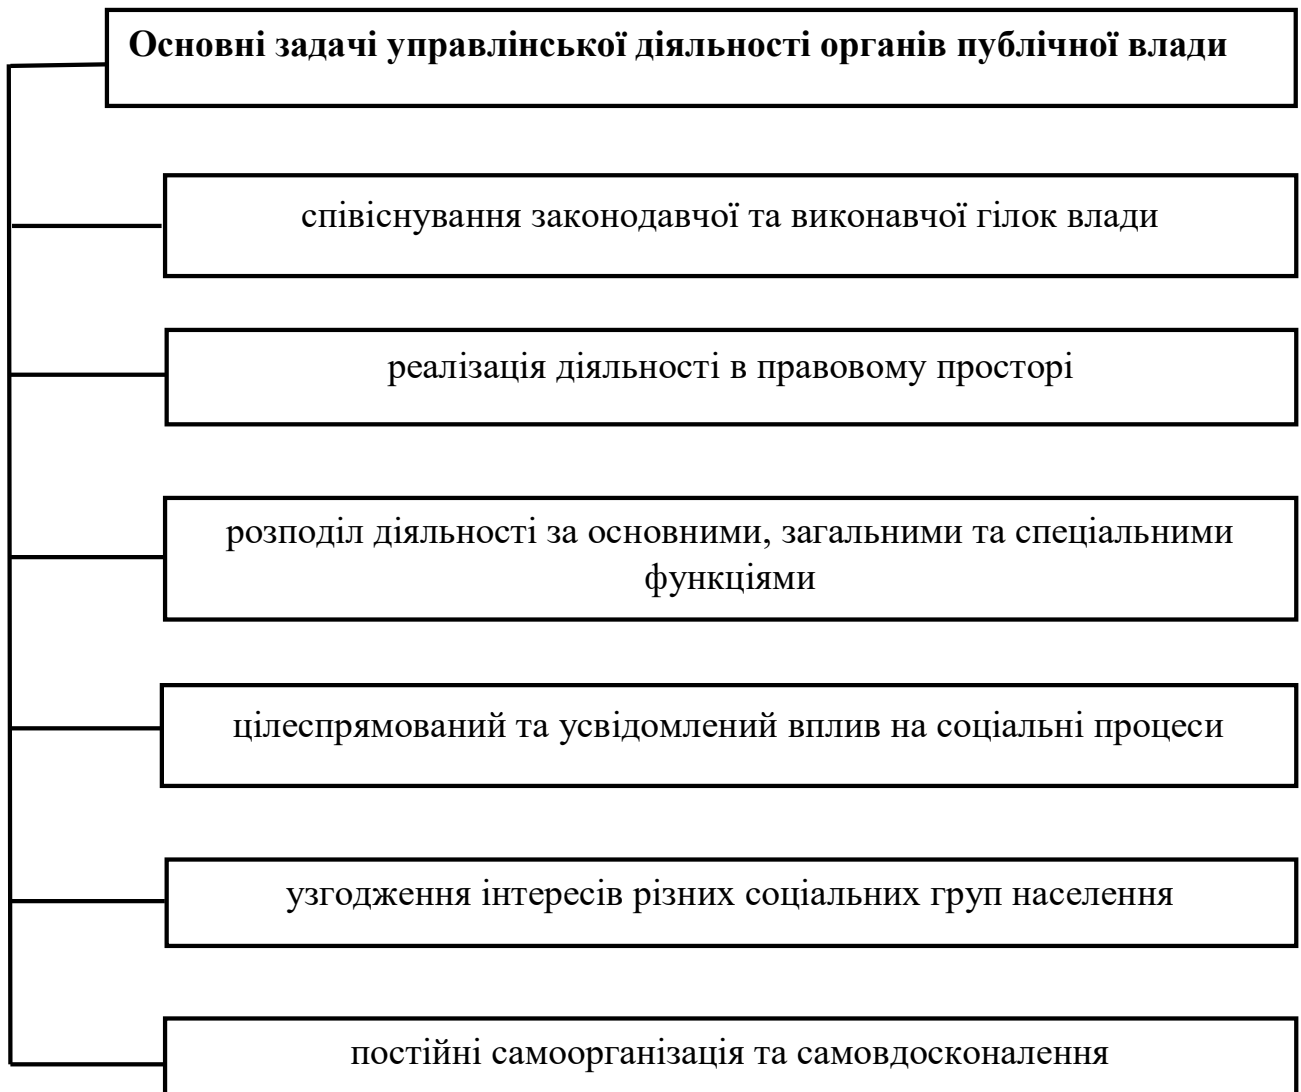 Основні задачі управлінської діяльності органів публічної влади
співіснування законодавчої та виконавчої гілок влади
реалізація діяльності в правовому просторі
розподіл діяльності за основними, загальними та спеціальними
функціями
цілеспрямований та усвідомлений вплив на соціальні процеси
узгодження інтересів різних соціальних груп населення
постійні самоорганізація та самовдосконалення